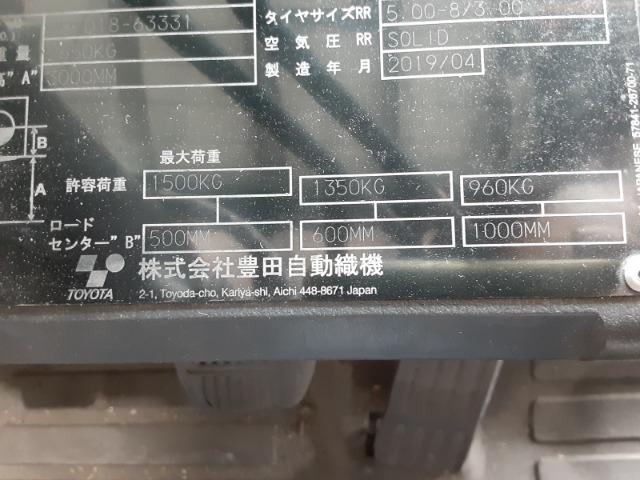 18-63331
タイヤサイズRR 5.00-8/3.00
空気圧RR SOLID
3000MM
製造年月 2019/04
最大荷重
許容荷重 1500KG 1350KG 960KG
ロード
センター"B" 500MM 600MM 1000MM
B
A
TOYOTA
株式会社豊田自動織機
2-1, Toyoda-cho, Kariya-shi, Aichi 448-8671 Japan